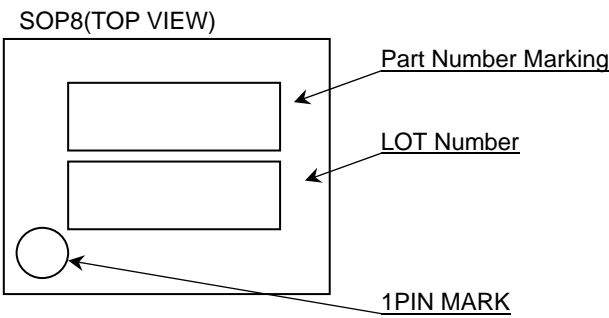 SOP8(TOP VIEW)
Part Number Marking
LOT Number
1PIN MARK